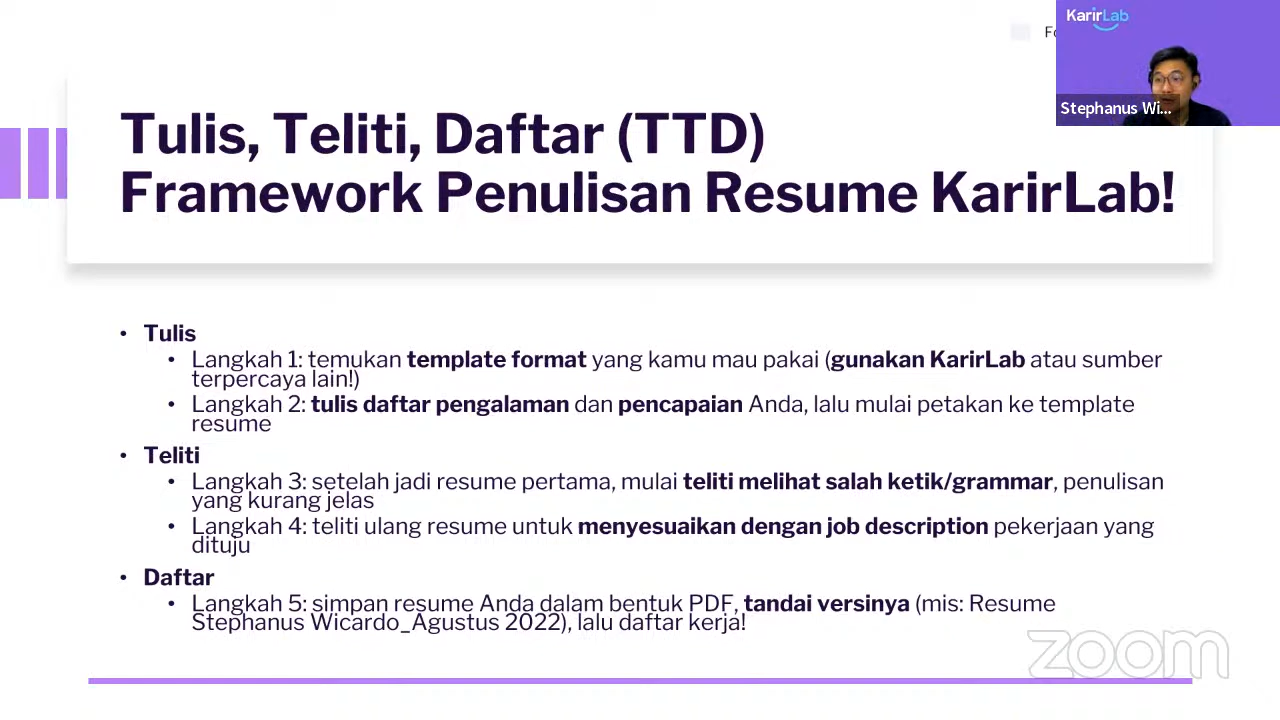 KarirLab
Stephanus Wi...
Tulis, Teliti, Daftar (TTD)
Framework Penulisan Resume KarirLab!
• Tulis
• Langkah 1: temukan template format yang kamu mau pakai (gunakan KarirLab atau sumber
terpercaya lain!)
• Langkah 2: tulis daftar pengalaman dan pencapaian Anda, lalu mulai petakan ke template
resume
• Teliti
• Langkah 3: setelah jadi resume pertama, mulai teliti melihat salah ketik/grammar, penulisan
yang kurang jelas
• Langkah 4: teliti ulang resume untuk menyesuaikan dengan job description pekerjaan yang
dituju
• Daftar
• Langkah 5: simpan resume Anda dalam bentuk PDF, tandai versinya (mis: Resume
Stephanus Wicardo_Agustus 2022), lalu daftar kerja!
zoom